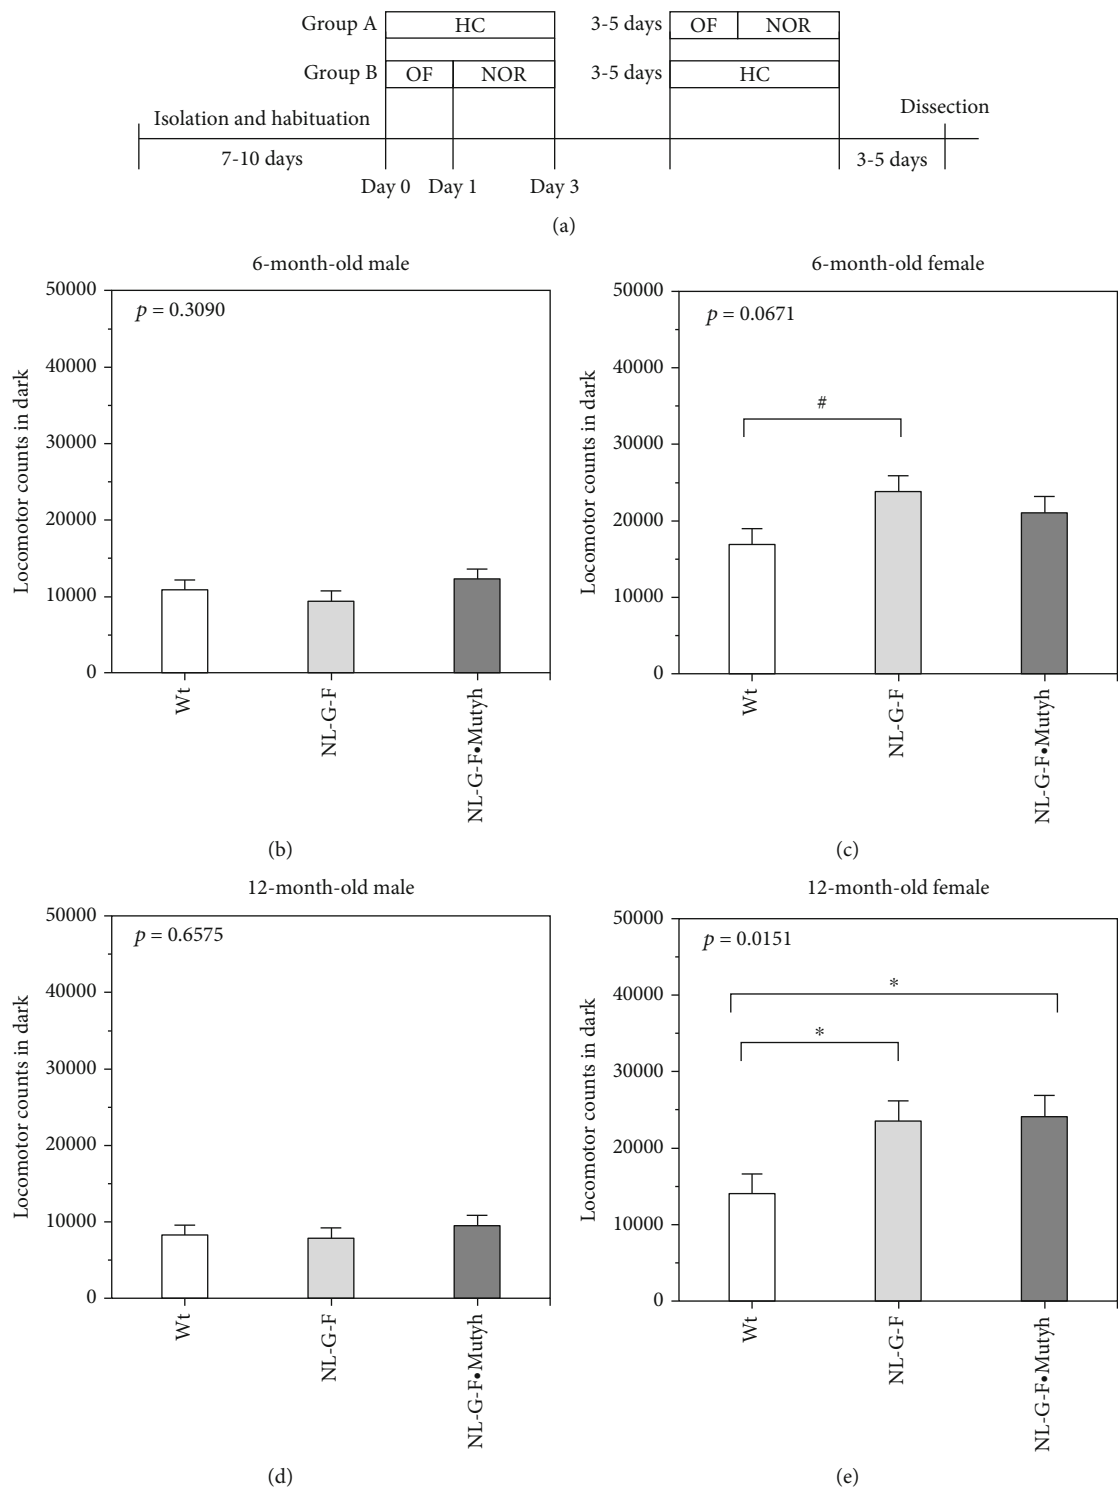 Group A HC 3-5 days OF NOR
Group B OF NOR 3-5 days HC
Isolation and habituation Dissection
7-10 days 3-5 days
Day 0 Day 1 Day 3
(a)
6-month-old male
50000
40000
30000
20000
10000
0
Locomotor counts in dark
p = 0.3090
Wt
NL-G-F
NL-G-F•Mutyh
(b)
6-month-old female
50000
40000
30000
20000
10000
0
Locomotor counts in dark
p = 0.0671
#
Wt
NL-G-F
NL-G-F•Mutyh
(c)
12-month-old male
50000
40000
30000
20000
10000
0
Locomotor counts in dark
p = 0.6575
Wt
NL-G-F
NL-G-F•Mutyh
(d)
12-month-old female
50000
40000
30000
20000
10000
0
Locomotor counts in dark
p = 0.0151
*
*
Wt
NL-G-F
NL-G-F•Mutyh
(e)